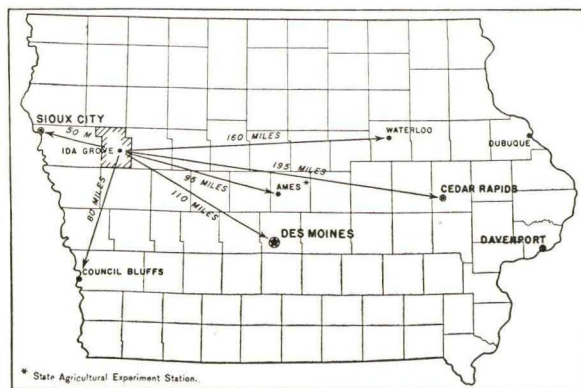 SIOUX CITY
50 M
IDA GROVE
160 MILES
WATERLOO
DUBUQUE
195 MILES
95 MILES
AMES *
110 MILES
80 MILES
CEDAR RAPIDS
DES MOINES
DAVENPORT
COUNCIL BLUFFS
* State Agricultural Experiment Station.